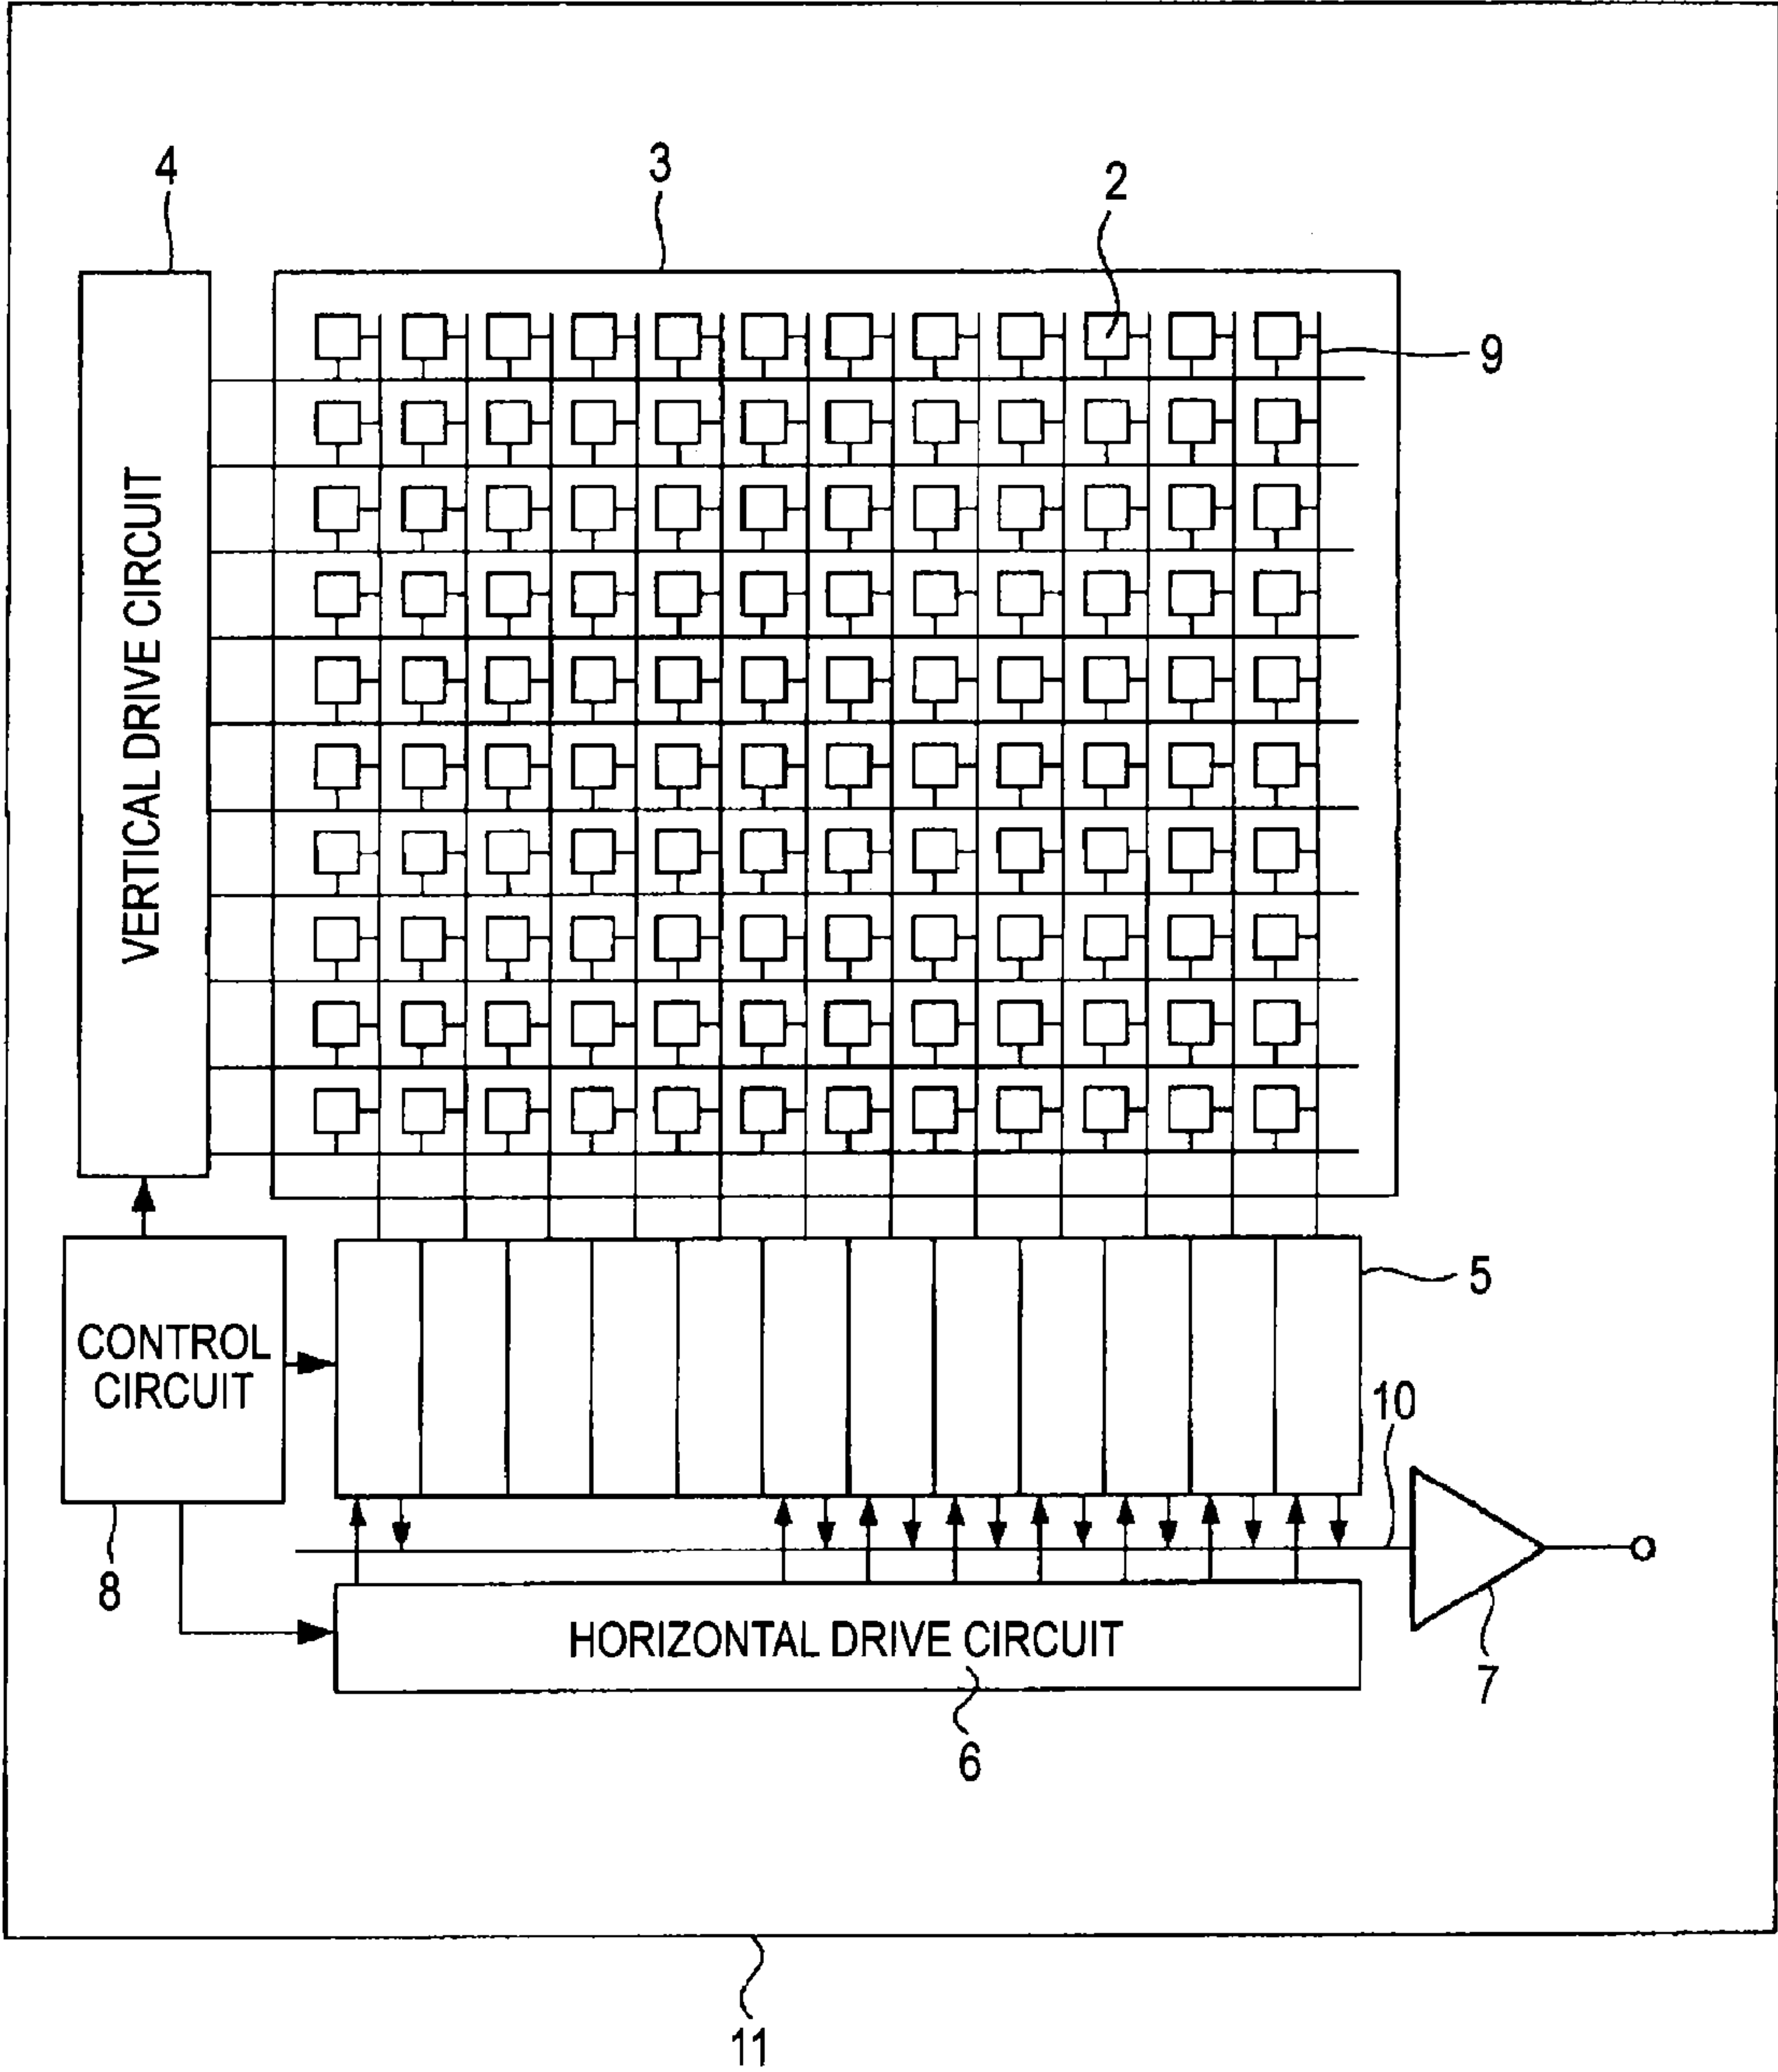 4
3
2
9
VERTICAL DRIVE CIRCUIT
5
CONTROL
CIRCUIT
10
8
HORIZONTAL DRIVE CIRCUIT
7
6
11